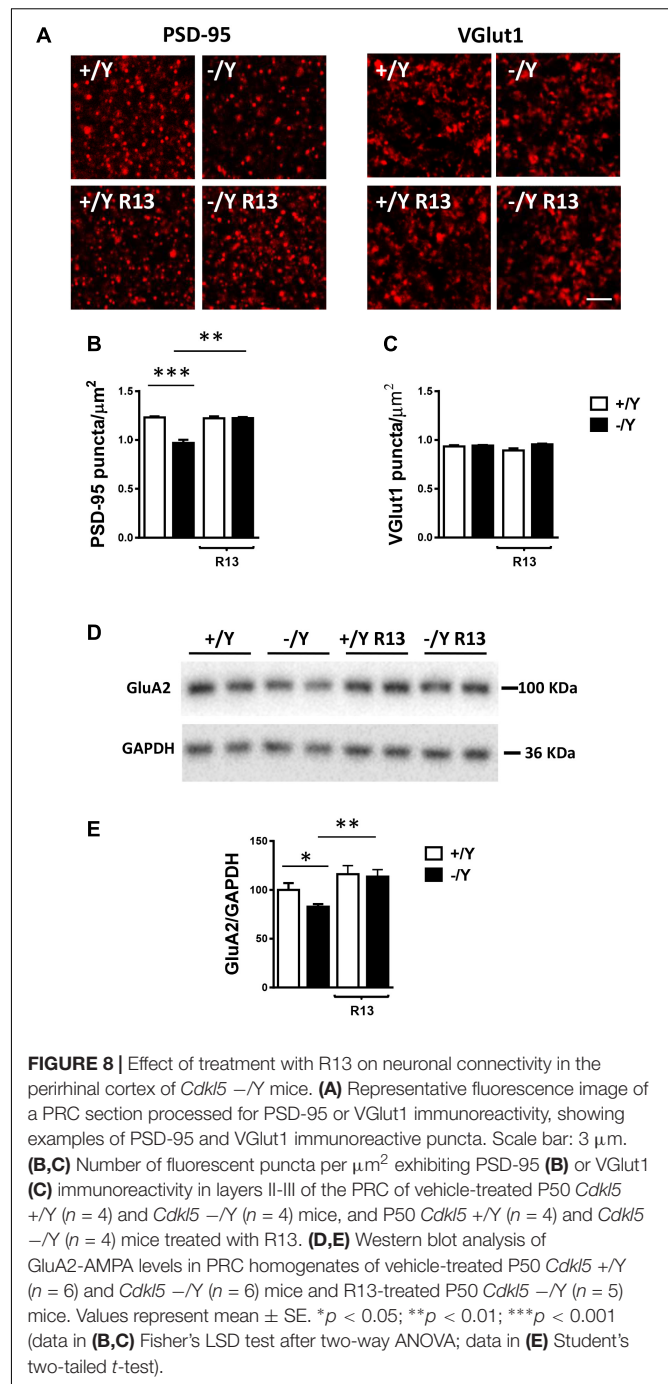 A
PSD-95
VGlut1
+/Y
-/Y
+/Y
-/Y
+/Y R13
-/Y R13
+/Y R13
-/Y R13
B
**
***
PSD-95 puncta/μm²
1.5
1.0
0.5
0.0
R13
C
VGlut1 puncta/μm²
1.5
1.0
0.5
0.0
R13
+/Y
-/Y
D
+/Y
-/Y
+/Y R13
-/Y R13
GluA2
100 KDa
GAPDH
36 KDa
E
**
*
GluA2/GAPDH
150
100
50
0
R13
+/Y
-/Y
FIGURE 8 | Effect of treatment with R13 on neuronal connectivity in the
perirhinal cortex of Cdkl5 −/Y mice. (A) Representative fluorescence image of
a PRC section processed for PSD-95 or VGlut1 immunoreactivity, showing
examples of PSD-95 and VGlut1 immunoreactive puncta. Scale bar: 3 μm.
(B,C) Number of fluorescent puncta per μm² exhibiting PSD-95 (B) or VGlut1
(C) immunoreactivity in layers II-III of the PRC of vehicle-treated P50 Cdkl5
+/Y (n = 4) and Cdkl5 −/Y (n = 4) mice, and P50 Cdkl5 +/Y (n = 4) and Cdkl5
−/Y (n = 4) mice treated with R13. (D,E) Western blot analysis of
GluA2-AMPA levels in PRC homogenates of vehicle-treated P50 Cdkl5 +/Y
(n = 6) and Cdkl5 −/Y (n = 6) mice and R13-treated P50 Cdkl5 −/Y (n = 5)
mice. Values represent mean ± SE. *p < 0.05; **p < 0.01; ***p < 0.001
(data in (B,C) Fisher's LSD test after two-way ANOVA; data in (E) Student's
two-tailed t-test).